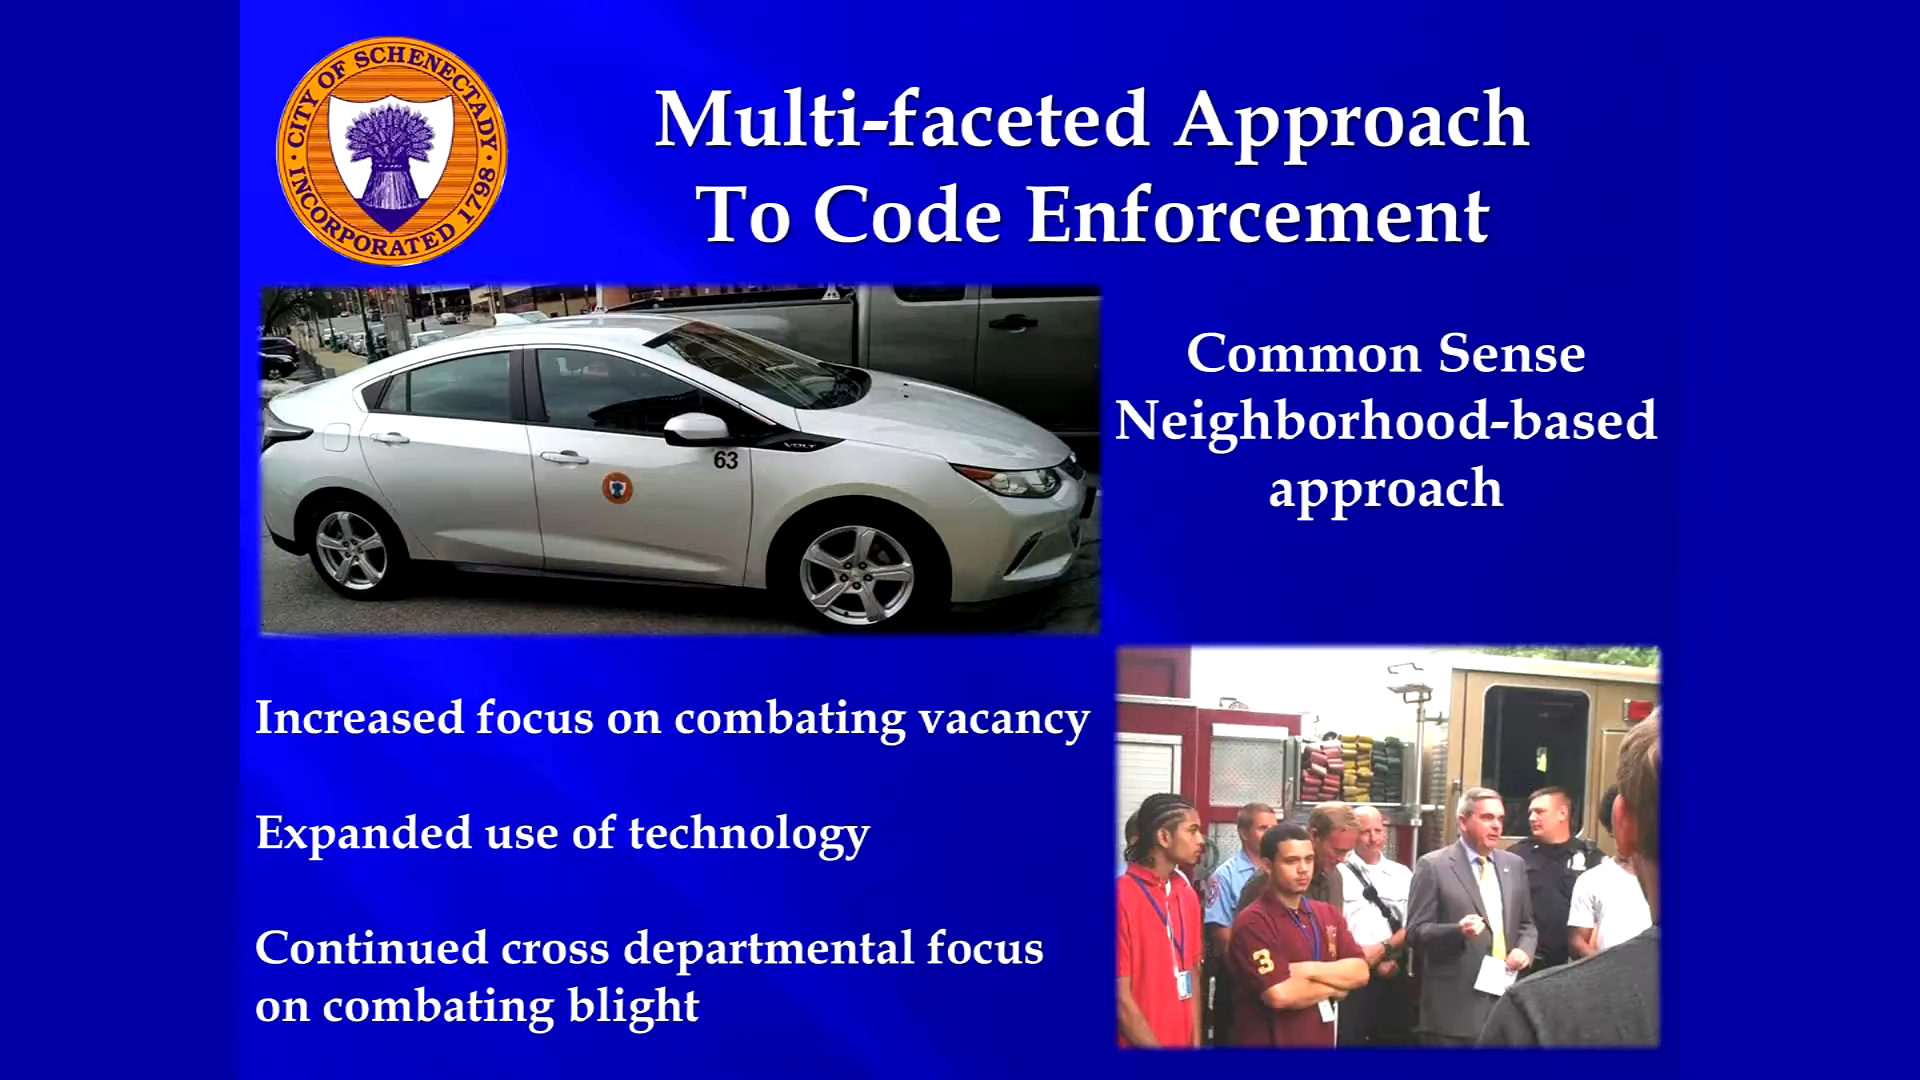 CITY OF SCHENECTADY
INCORPORATED 1798
Multi-faceted Approach
To Code Enforcement
VOLT
63
Common Sense
Neighborhood-based
approach
Increased focus on combating vacancy
Expanded use of technology
Continued cross departmental focus
on combating blight
3